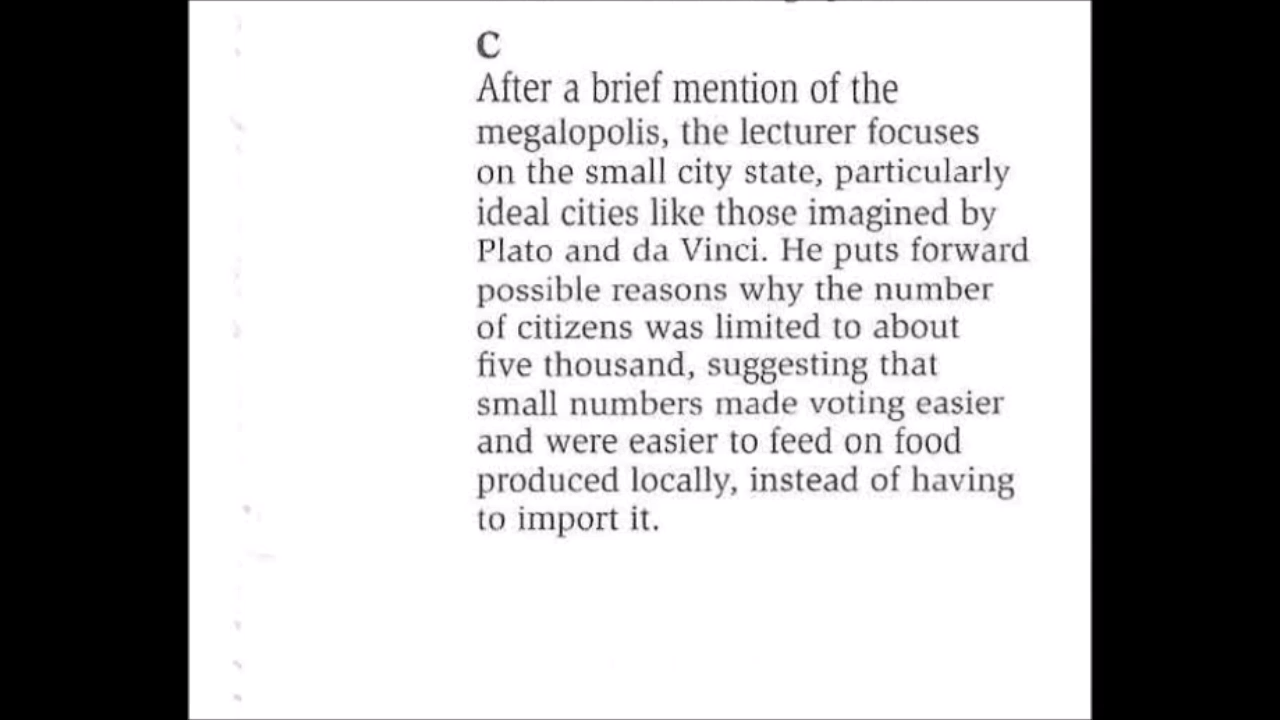 C
After a brief mention of the
megalopolis, the lecturer focuses
on the small city state, particularly
ideal cities like those imagined by
Plato and da Vinci. He puts forward
possible reasons why the number
of citizens was limited to about
five thousand, suggesting that
small numbers made voting easier
and were easier to feed on food
produced locally, instead of having
to import it.